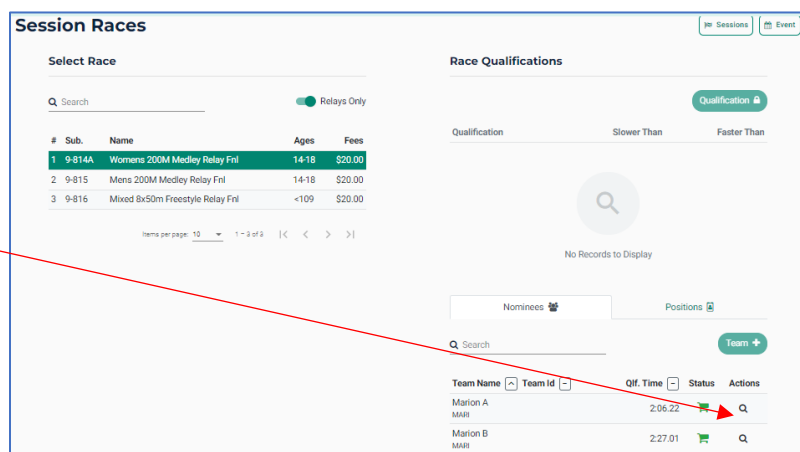 Session Races
Sessions
Event
Select Race
Search
Relays Only
# Sub. Name Ages Fees
1 9-814A Womens 200M Medley Relay Fnl 14-18 $20.00
2 9-815 Mens 200M Medley Relay Fnl 14-18 $20.00
3 9-816 Mixed 8x50m Freestyle Relay Fnl <109 $20.00
Items per page: 10 1 – 3 of 3 |< < > >|
Race Qualifications
Qualification
Qualification Slower Than Faster Than
No Records to Display
Nominees Positions
Search
Team +
Team Name Team Id Qlf. Time Status Actions
Marion A 2:06.22
MARI
Marion B 2:27.01
MARI